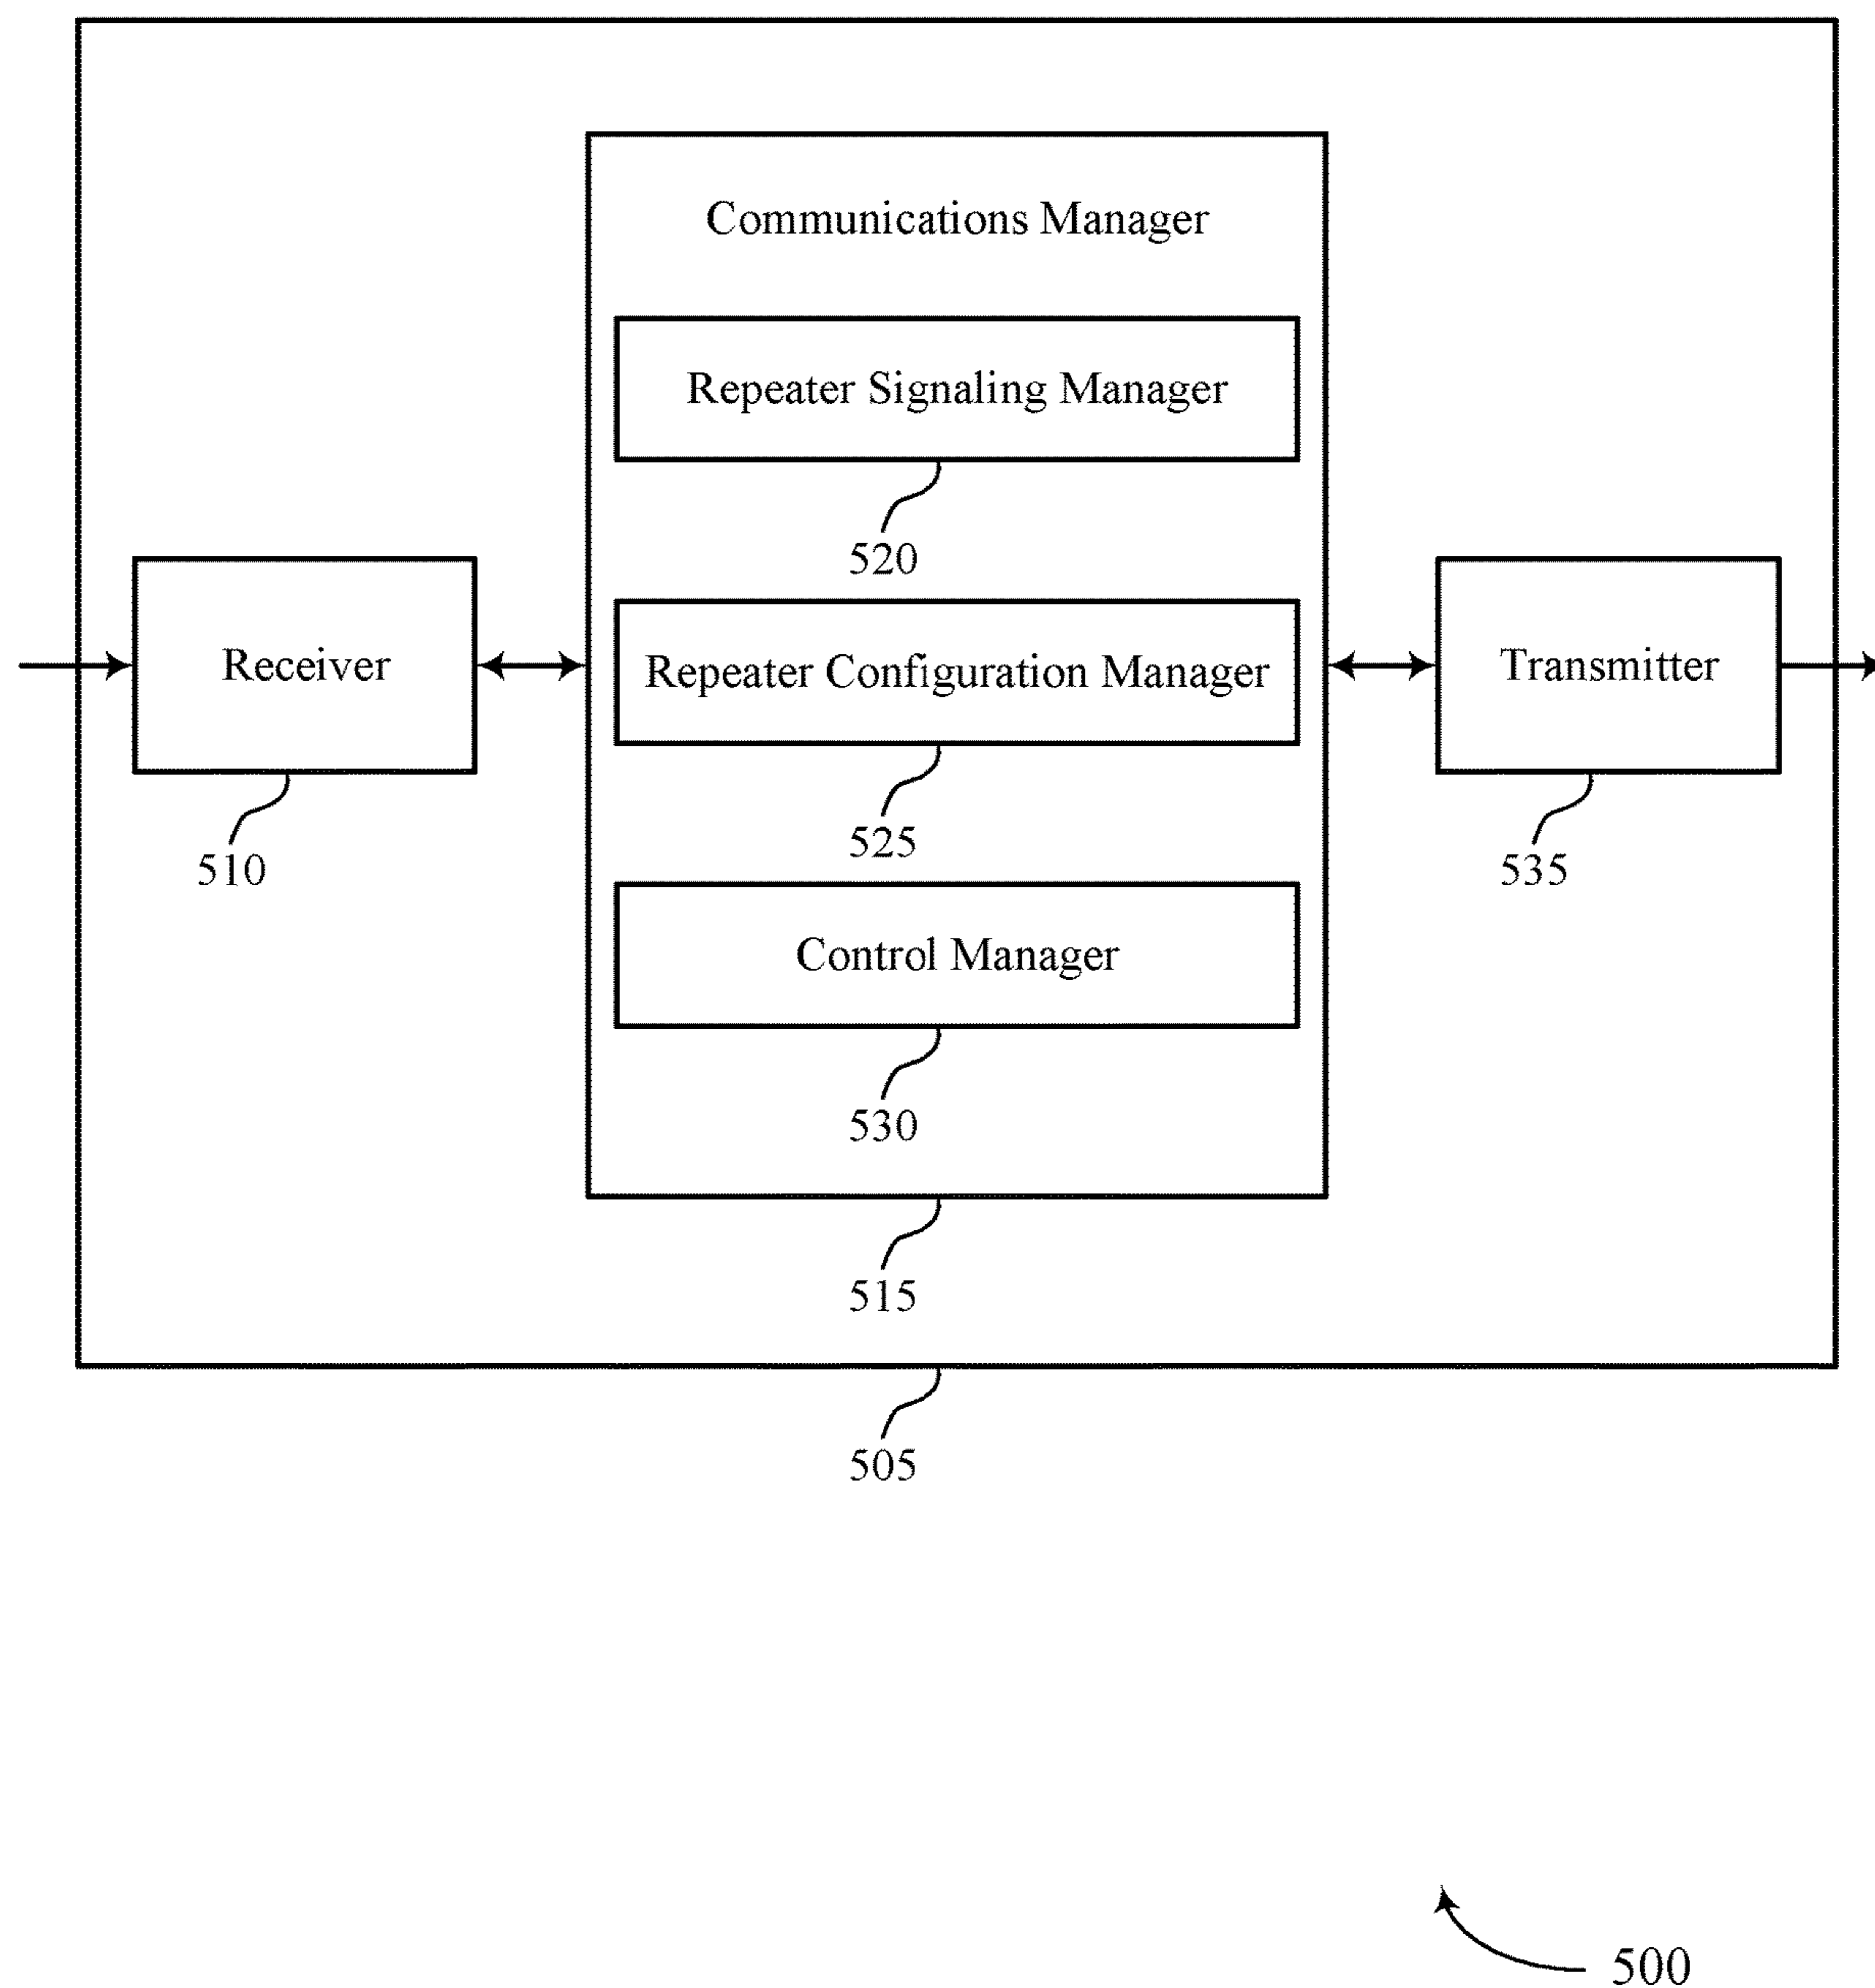 Communications Manager
Repeater Signaling Manager
520
Receiver
Repeater Configuration Manager
Transmitter
510
525
535
Control Manager
530
515
505
500